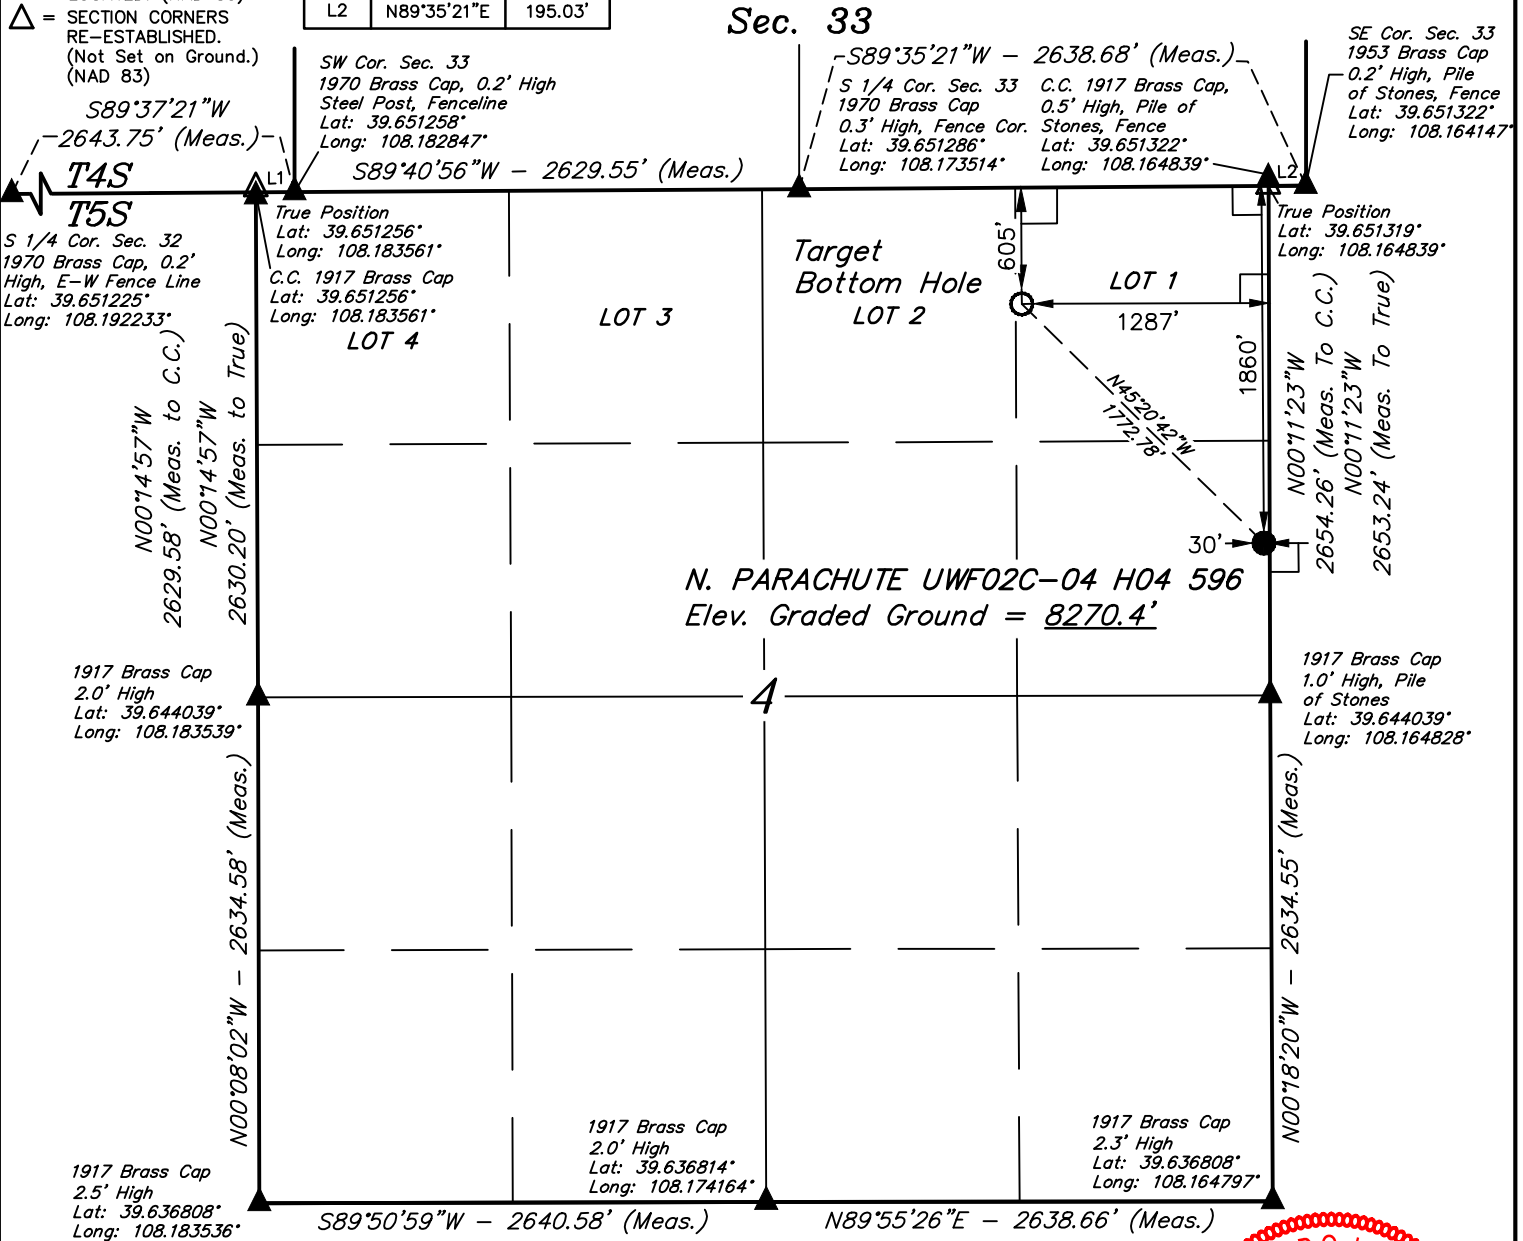 △ = SECTION CORNERS
RE-ESTABLISHED.
(Not Set on Ground.)
(NAD 83)
L2 N89°35'21"E 195.03'
Sec. 33
S89°37'21"W
2643.75' (Meas.)
SW Cor. Sec. 33
1970 Brass Cap, 0.2' High
Steel Post, Fenceline
Lat: 39.651258°
Long: 108.182847°
S89°40'56"W - 2629.55' (Meas.)
S89°35'21"W - 2638.68' (Meas.)
S 1/4 Cor. Sec. 33
1970 Brass Cap
0.3' High, Fence Cor.
Lat: 39.651286°
Long: 108.173514°
C.C. 1917 Brass Cap,
0.5' High, Pile of
Stones, Fence
Lat: 39.651322°
Long: 108.164839°
SE Cor. Sec. 33
1953 Brass Cap
0.2' High, Pile
of Stones, Fence
Lat: 39.651322°
Long: 108.164147°
T4S
T5S
L1
L2
S 1/4 Cor. Sec. 32
1970 Brass Cap, 0.2'
High, E-W Fence Line
Lat: 39.651225°
Long: 108.192233°
True Position
Lat: 39.651256°
Long: 108.183561°
C.C. 1917 Brass Cap
Lat: 39.651256°
Long: 108.183561°
True Position
Lat: 39.651319°
Long: 108.164839°
LOT 4
LOT 3
LOT 2
LOT 1
Target
Bottom Hole
605'
1287'
1860'
N45°20'42"W
1772.78'
30'
N00°14'57"W
2629.58' (Meas. to C.C.)
N00°14'57"W
2630.20' (Meas. to True)
N00°11'23"W
2654.26' (Meas. To C.C.)
N00°11'23"W
2653.24' (Meas. To True)
N. PARACHUTE UWF02C-04 H04 596
Elev. Graded Ground = 8270.4'
1917 Brass Cap
2.0' High
Lat: 39.644039°
Long: 108.183539°
4
1917 Brass Cap
1.0' High, Pile
of Stones
Lat: 39.644039°
Long: 108.164828°
N00°08'02"W - 2634.58' (Meas.)
N00°18'20"W - 2634.55' (Meas.)
1917 Brass Cap
2.5' High
Lat: 39.636808°
Long: 108.183536°
1917 Brass Cap
2.0' High
Lat: 39.636814°
Long: 108.174164°
1917 Brass Cap
2.3' High
Lat: 39.636808°
Long: 108.164797°
S89°50'59"W - 2640.58' (Meas.)
N89°55'26"E - 2638.66' (Meas.)